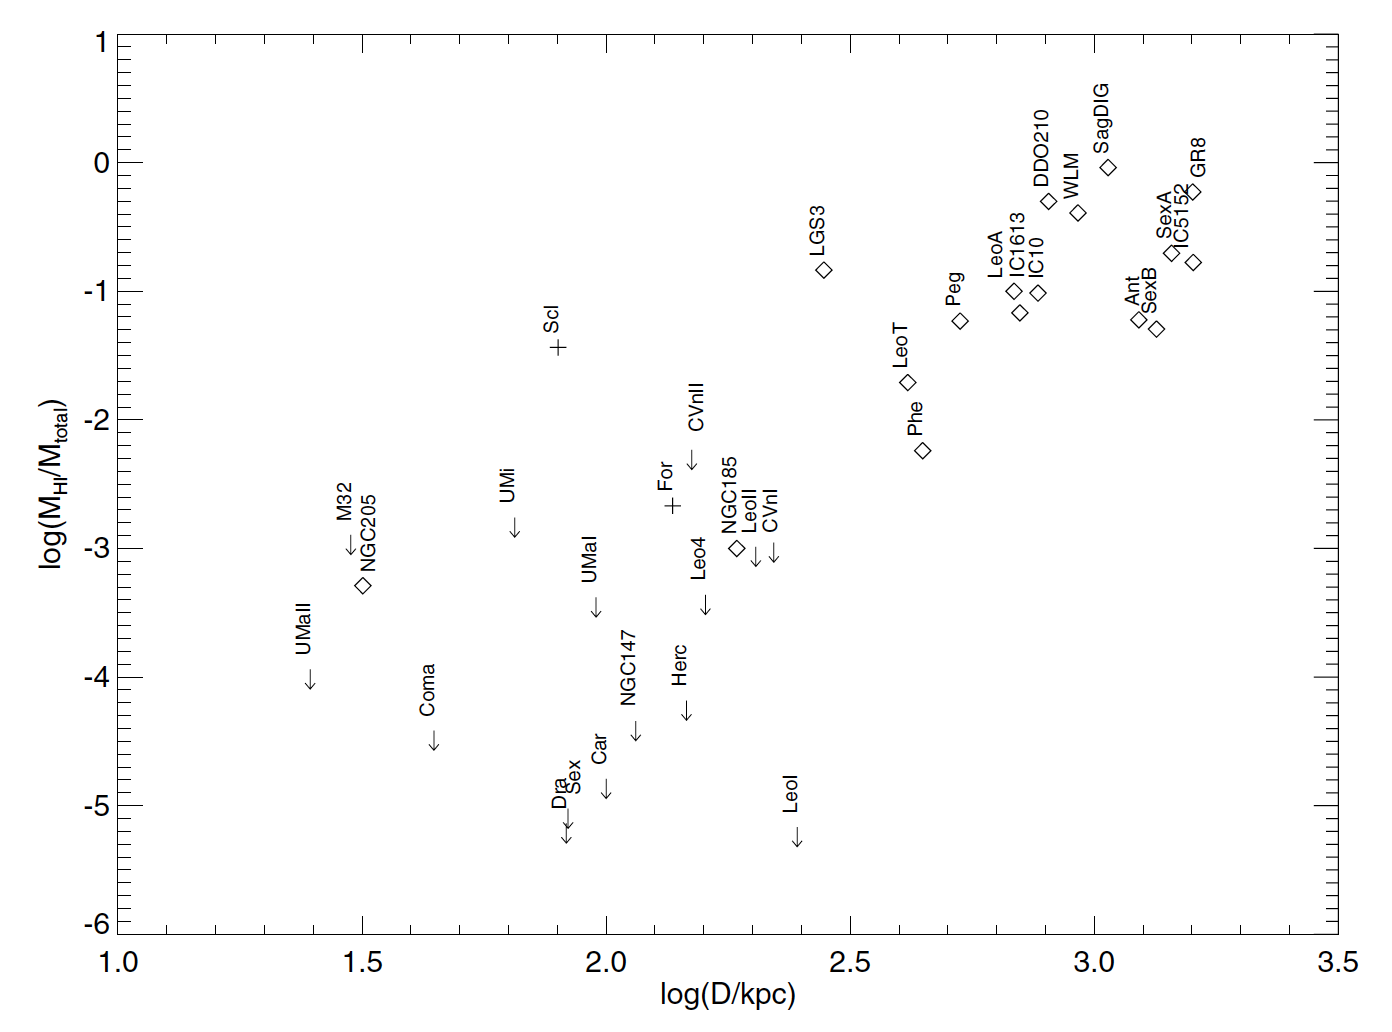 1
0
-1
-2
-3
-4
-5
-6
log(M_HI/M_total)
SagDIG
DDO210
GR8
WLM
SexA
IC5152
LGS3
LeoA
IC1613
IC10
Ant
SexB
Peg
Scl
LeoT
CVnII
Phe
For
NGC185
LeoII
CVnI
UMi
M32
NGC205
UMaI
Leo4
UMaII
NGC147
Herc
Coma
Car
Sex
Dra
LeoI
1.0 1.5 2.0 2.5 3.0 3.5
log(D/kpc)